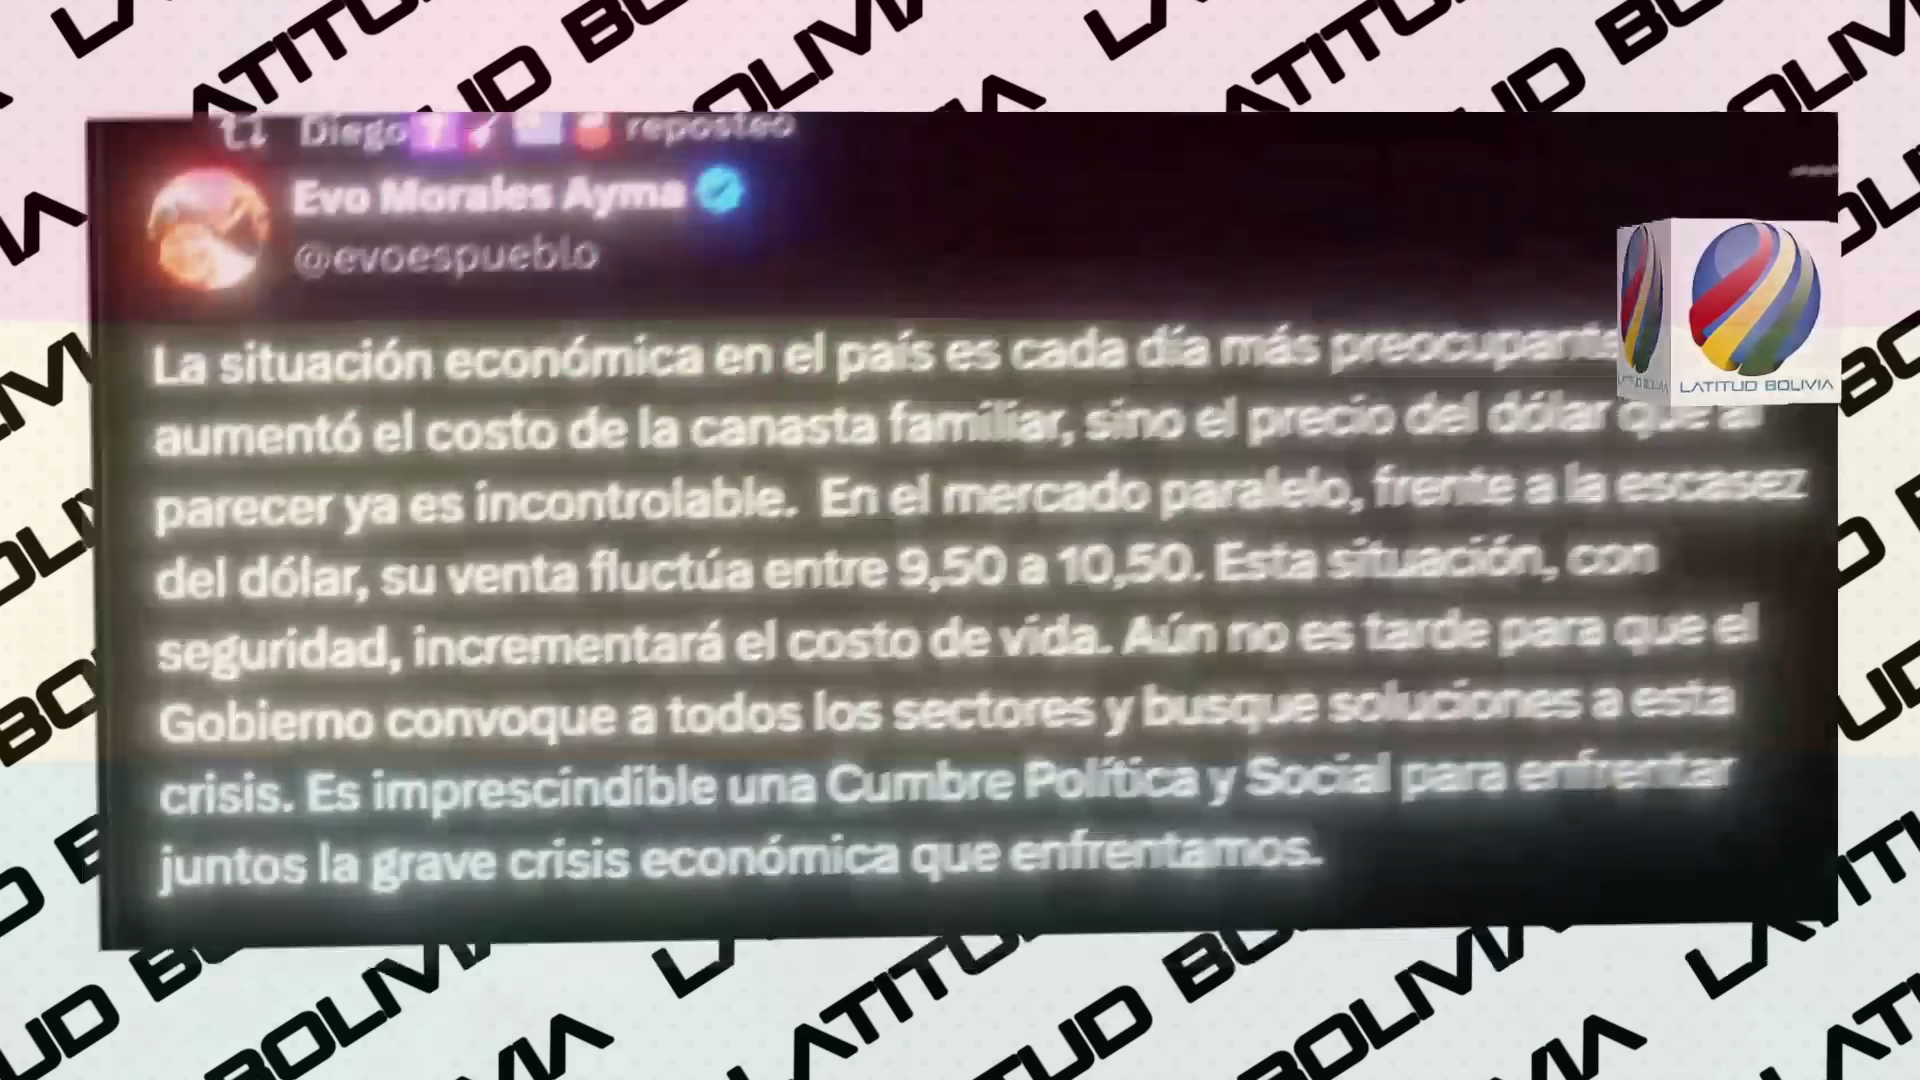 Diego reposteó
Evo Morales Ayma
@evoespueblo
La situación económica en el país es cada día más preocupante
aumentó el costo de la canasta familiar, sino el precio del dólar que al
parecer ya es incontrolable. En el mercado paralelo, frente a la escasez
del dólar, su venta fluctúa entre 9,50 a 10,50. Esta situación, con
seguridad, incrementará el costo de vida. Aún no es tarde para que el
Gobierno convoque a todos los sectores y busque soluciones a esta
crisis. Es imprescindible una Cumbre Política y Social para enfrentar
juntos la grave crisis económica que enfrentamos.
LATITUD BOLIVIA
LATITUD BOLIVIA